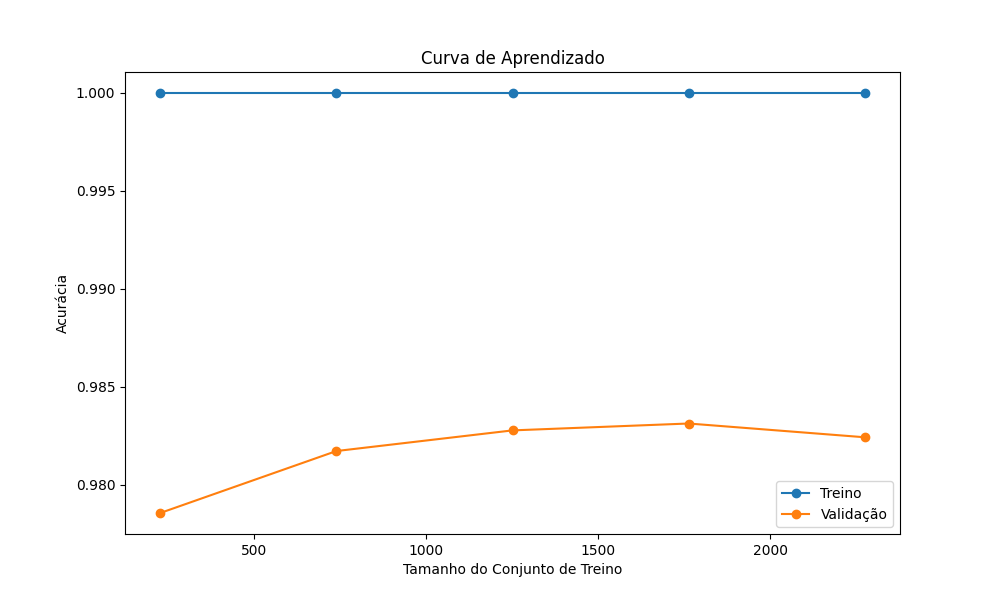 Curva de Aprendizado
1.000
0.995
0.990
0.985
0.980
Acurácia
500
1000
1500
2000
Tamanho do Conjunto de Treino
Treino
Validação